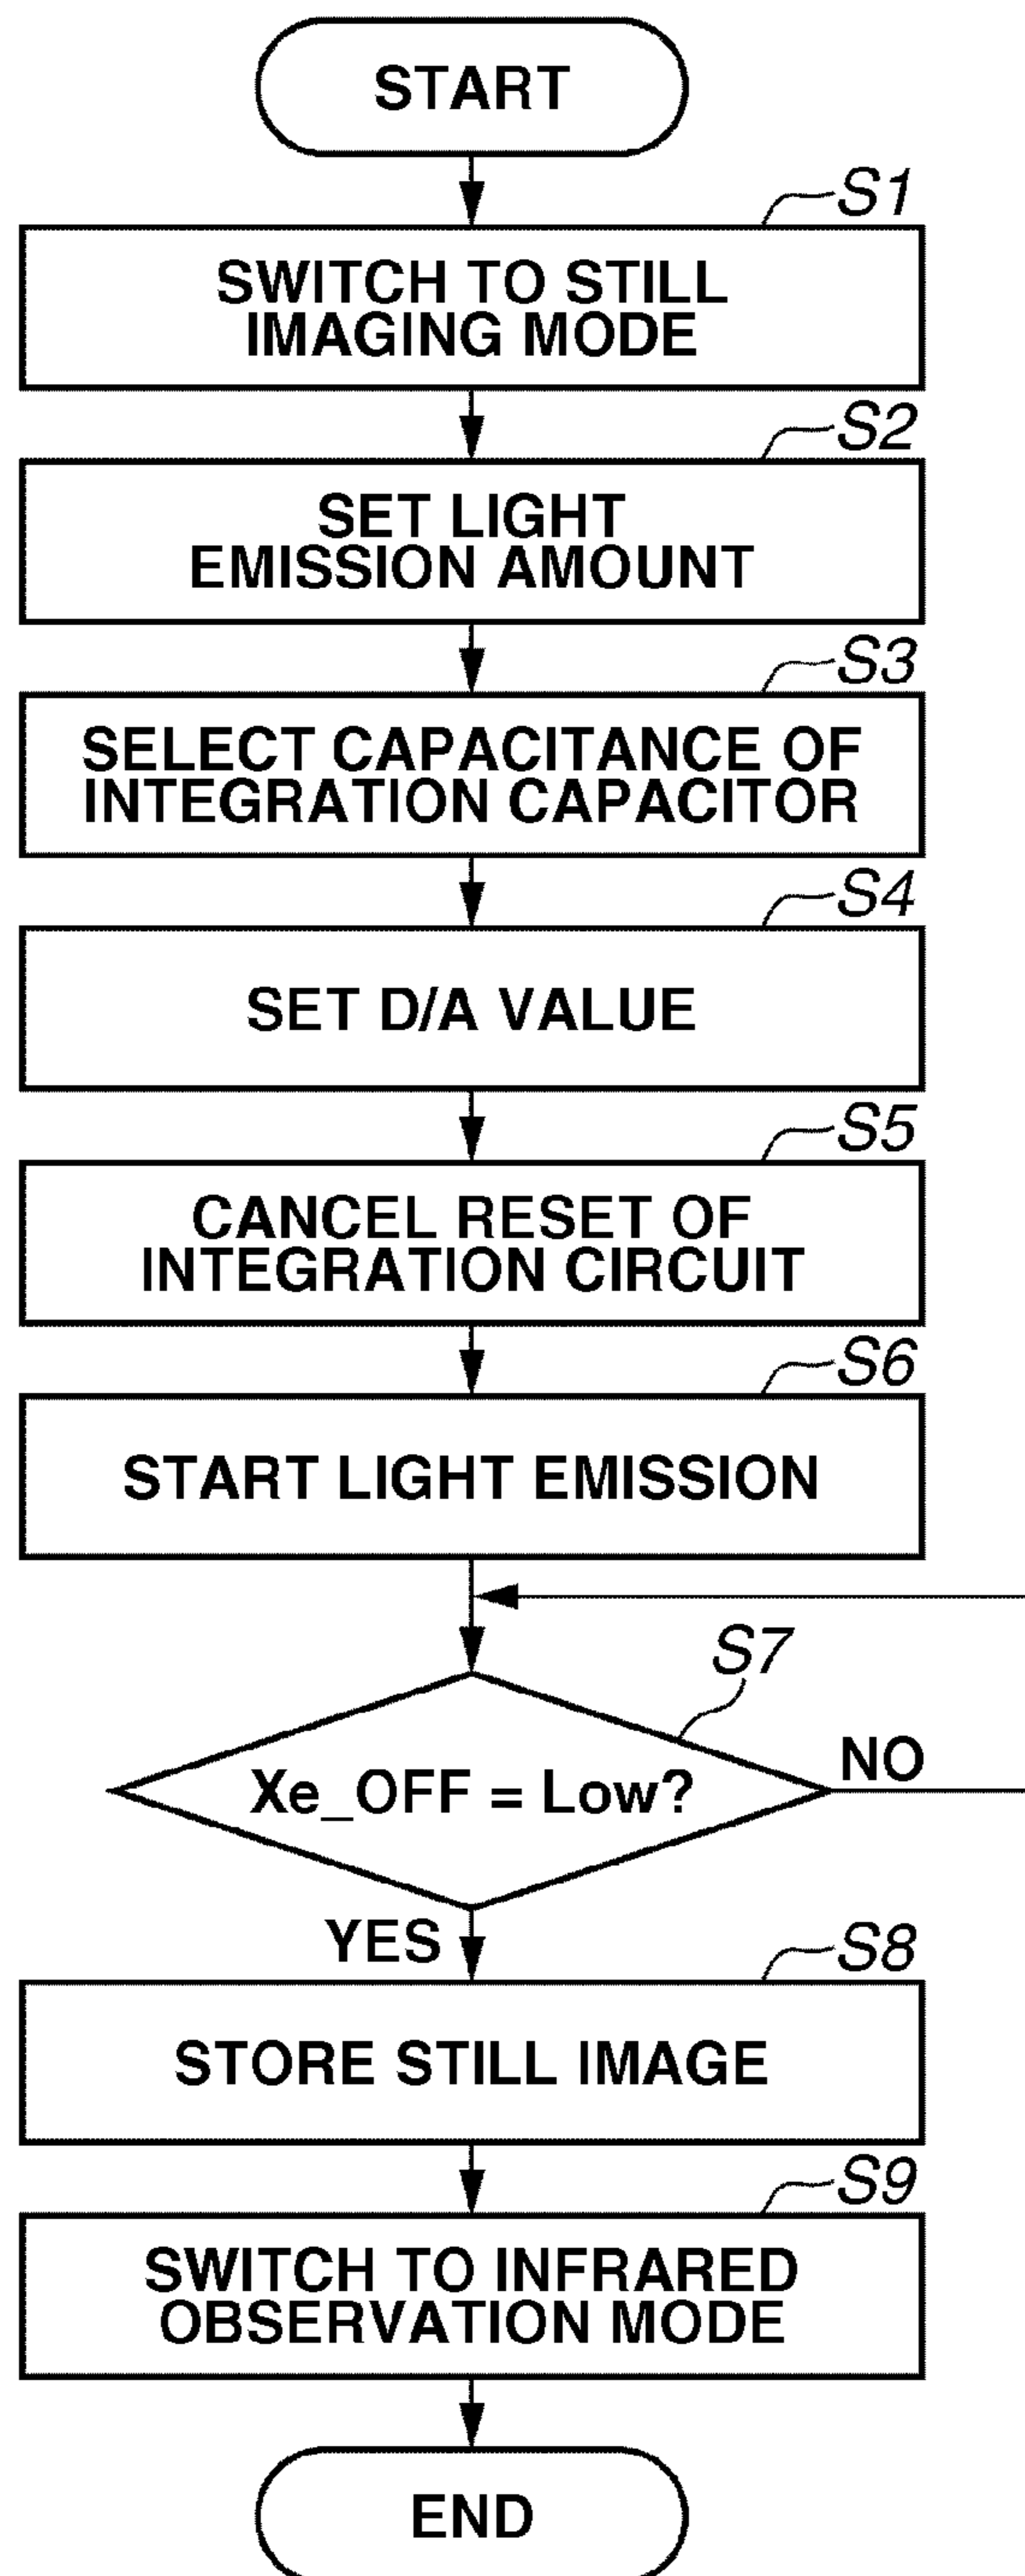 START
S1
SWITCH TO STILL
IMAGING MODE
S2
SET LIGHT
EMISSION AMOUNT
S3
SELECT CAPACITANCE OF
INTEGRATION CAPACITOR
S4
SET D/A VALUE
S5
CANCEL RESET OF
INTEGRATION CIRCUIT
S6
START LIGHT EMISSION
S7
Xe_OFF = Low?
NO
YES
S8
STORE STILL IMAGE
S9
SWITCH TO INFRARED
OBSERVATION MODE
END